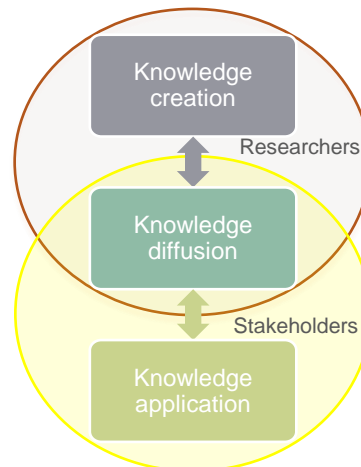 Knowledge
creation
Researchers
Knowledge
diffusion
Stakeholders
Knowledge
application